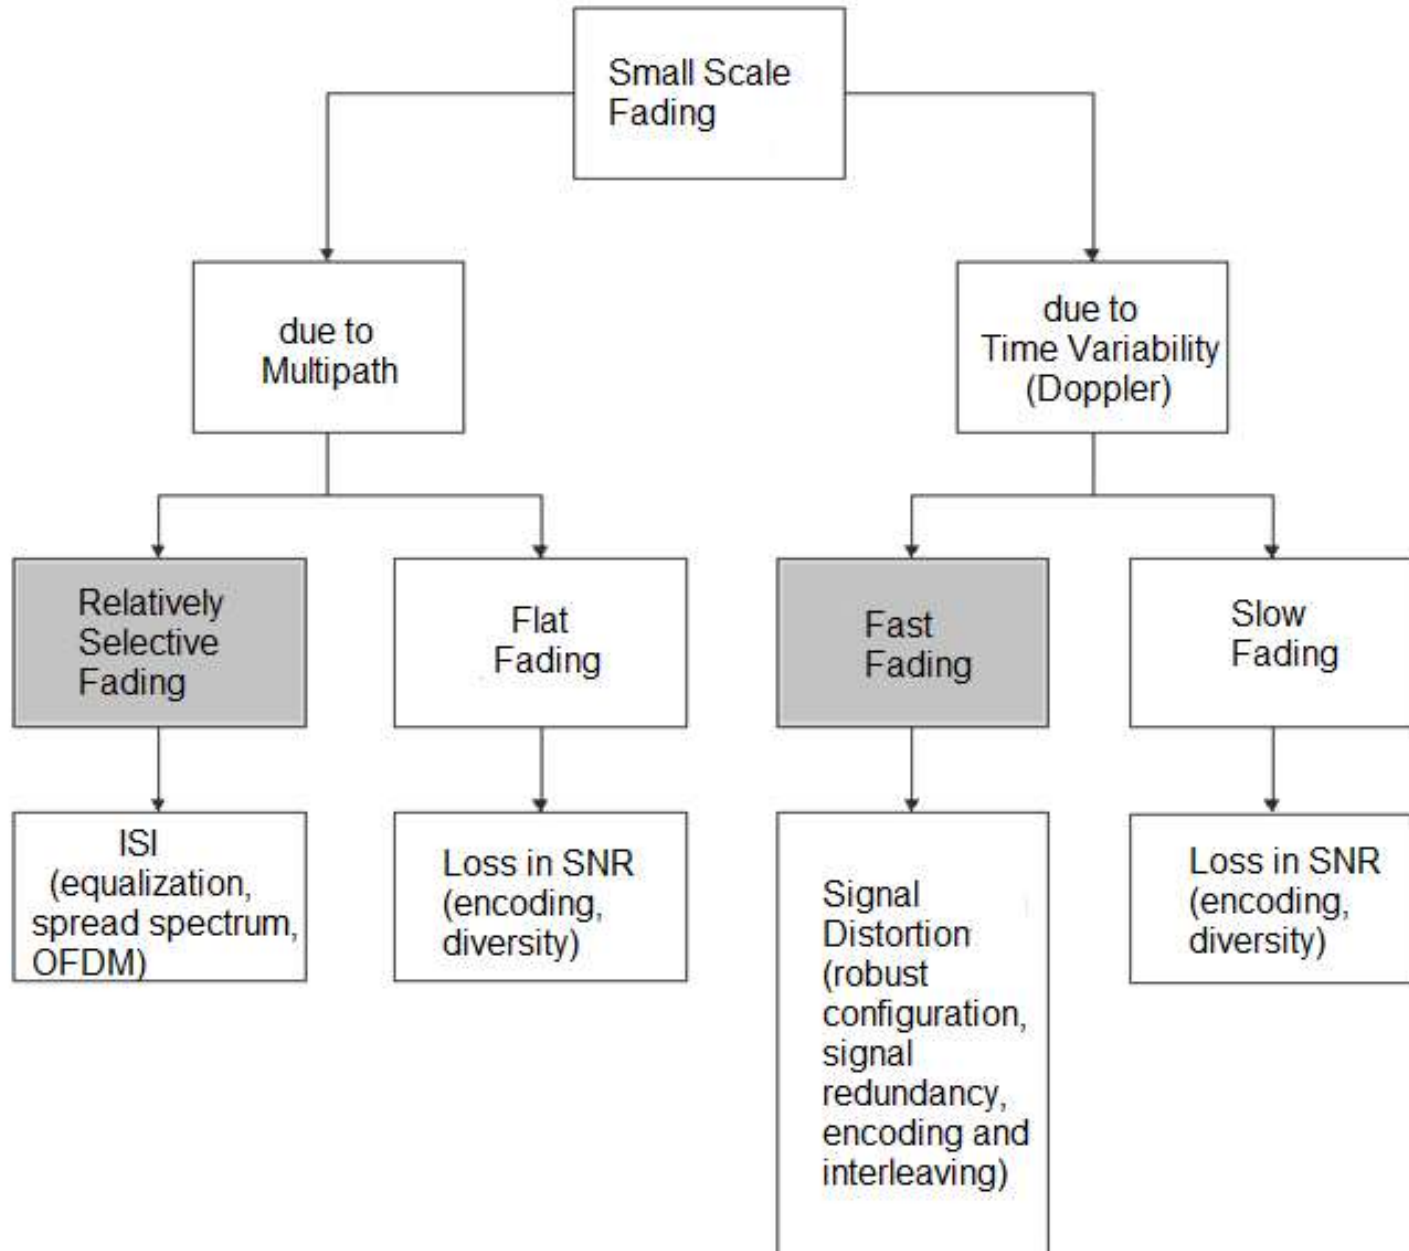 Small Scale
Fading
due to
Multipath
due to
Time Variability
(Doppler)
Relatively
Selective
Fading
Flat
Fading
Fast
Fading
Slow
Fading
ISI
(equalization,
spread spectrum,
OFDM)
Loss in SNR
(encoding,
diversity)
Signal
Distortion
(robust
configuration,
signal
redundancy,
encoding and
interleaving)
Loss in SNR
(encoding,
diversity)